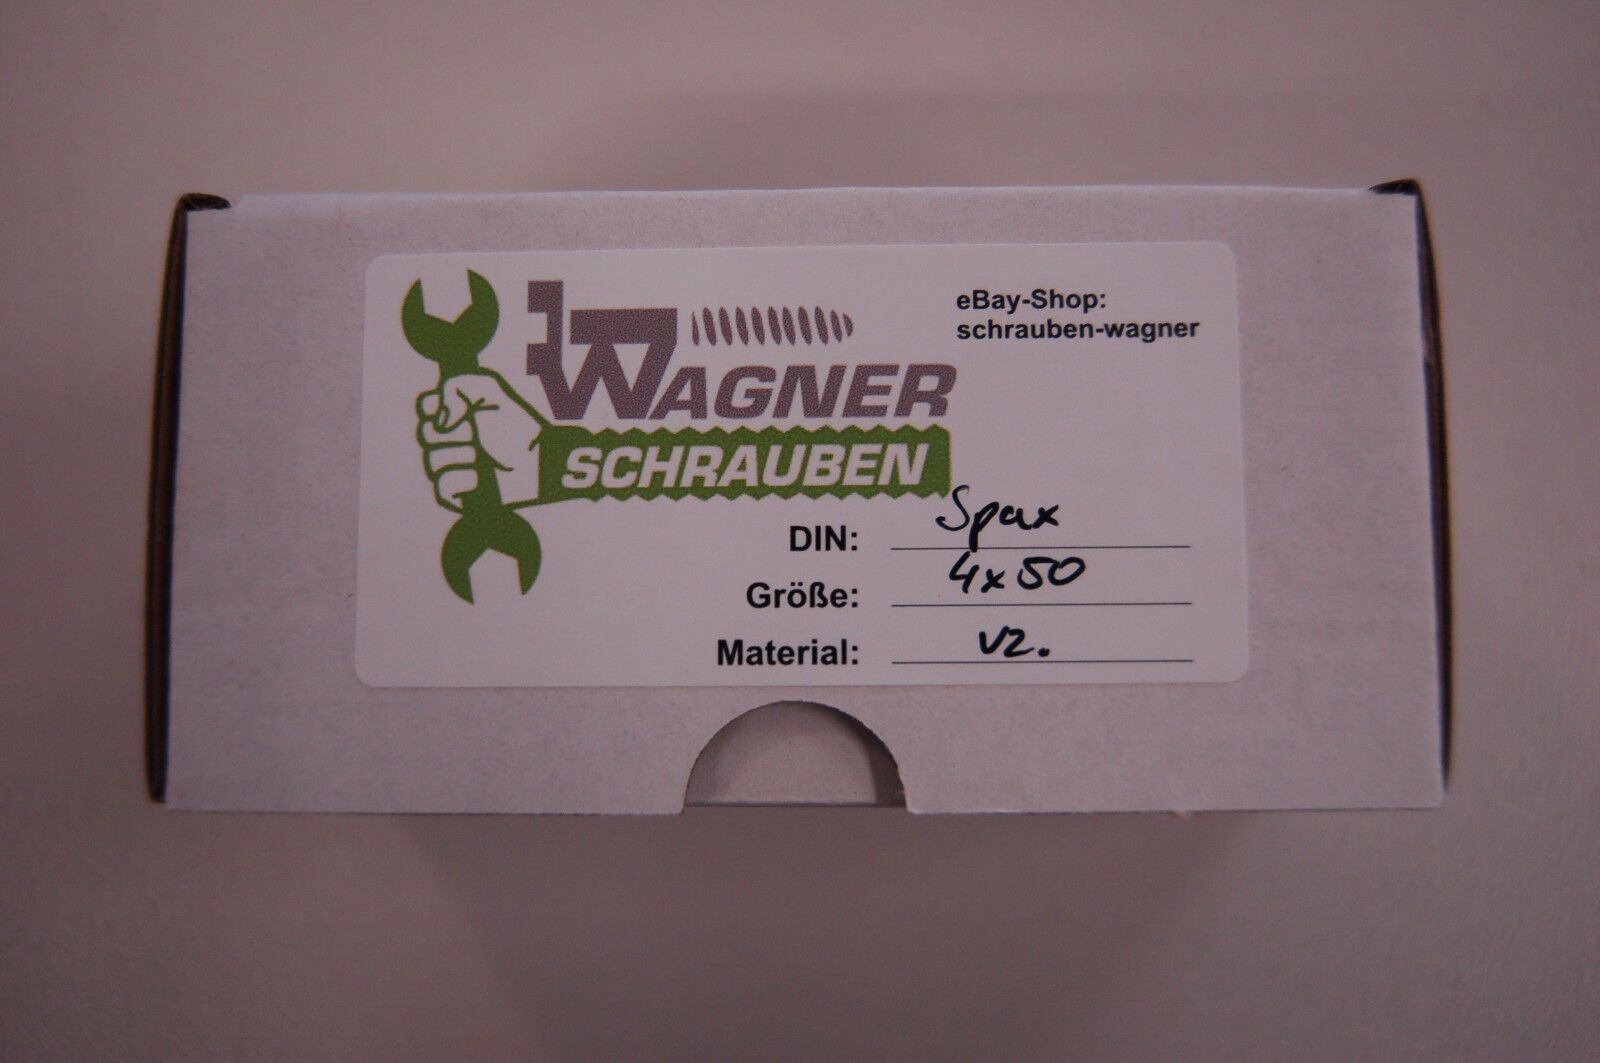 WAGNER
SCHRAUBEN
eBay-Shop:
schrauben-wagner
DIN: Spax
Größe: 4x50
Material: vz.